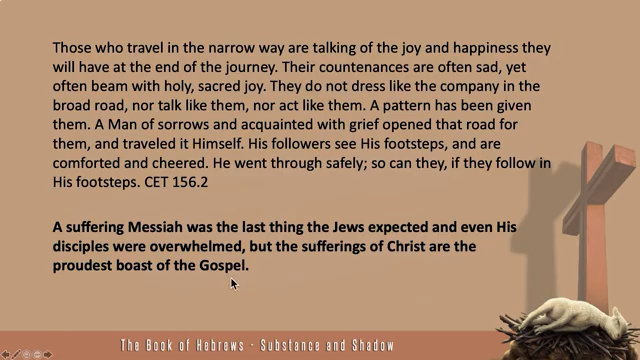 Those who travel in the narrow way are talking of the joy and happiness they
will have at the end of the journey. Their countenances are often sad, yet
often beam with holy, sacred joy. They do not dress like the company in the
broad road, nor talk like them, nor act like them. A pattern has been given
them. A Man of sorrows and acquainted with grief opened that road for
them, and traveled it Himself. His followers see His footsteps, and are
comforted and cheered. He went through safely; so can they, if they follow in
His footsteps. CET 156.2
A suffering Messiah was the last thing the Jews expected and even His
disciples were overwhelmed, but the sufferings of Christ are the
proudest boast of the Gospel.
The Book of Hebrews - Substance and Shadow